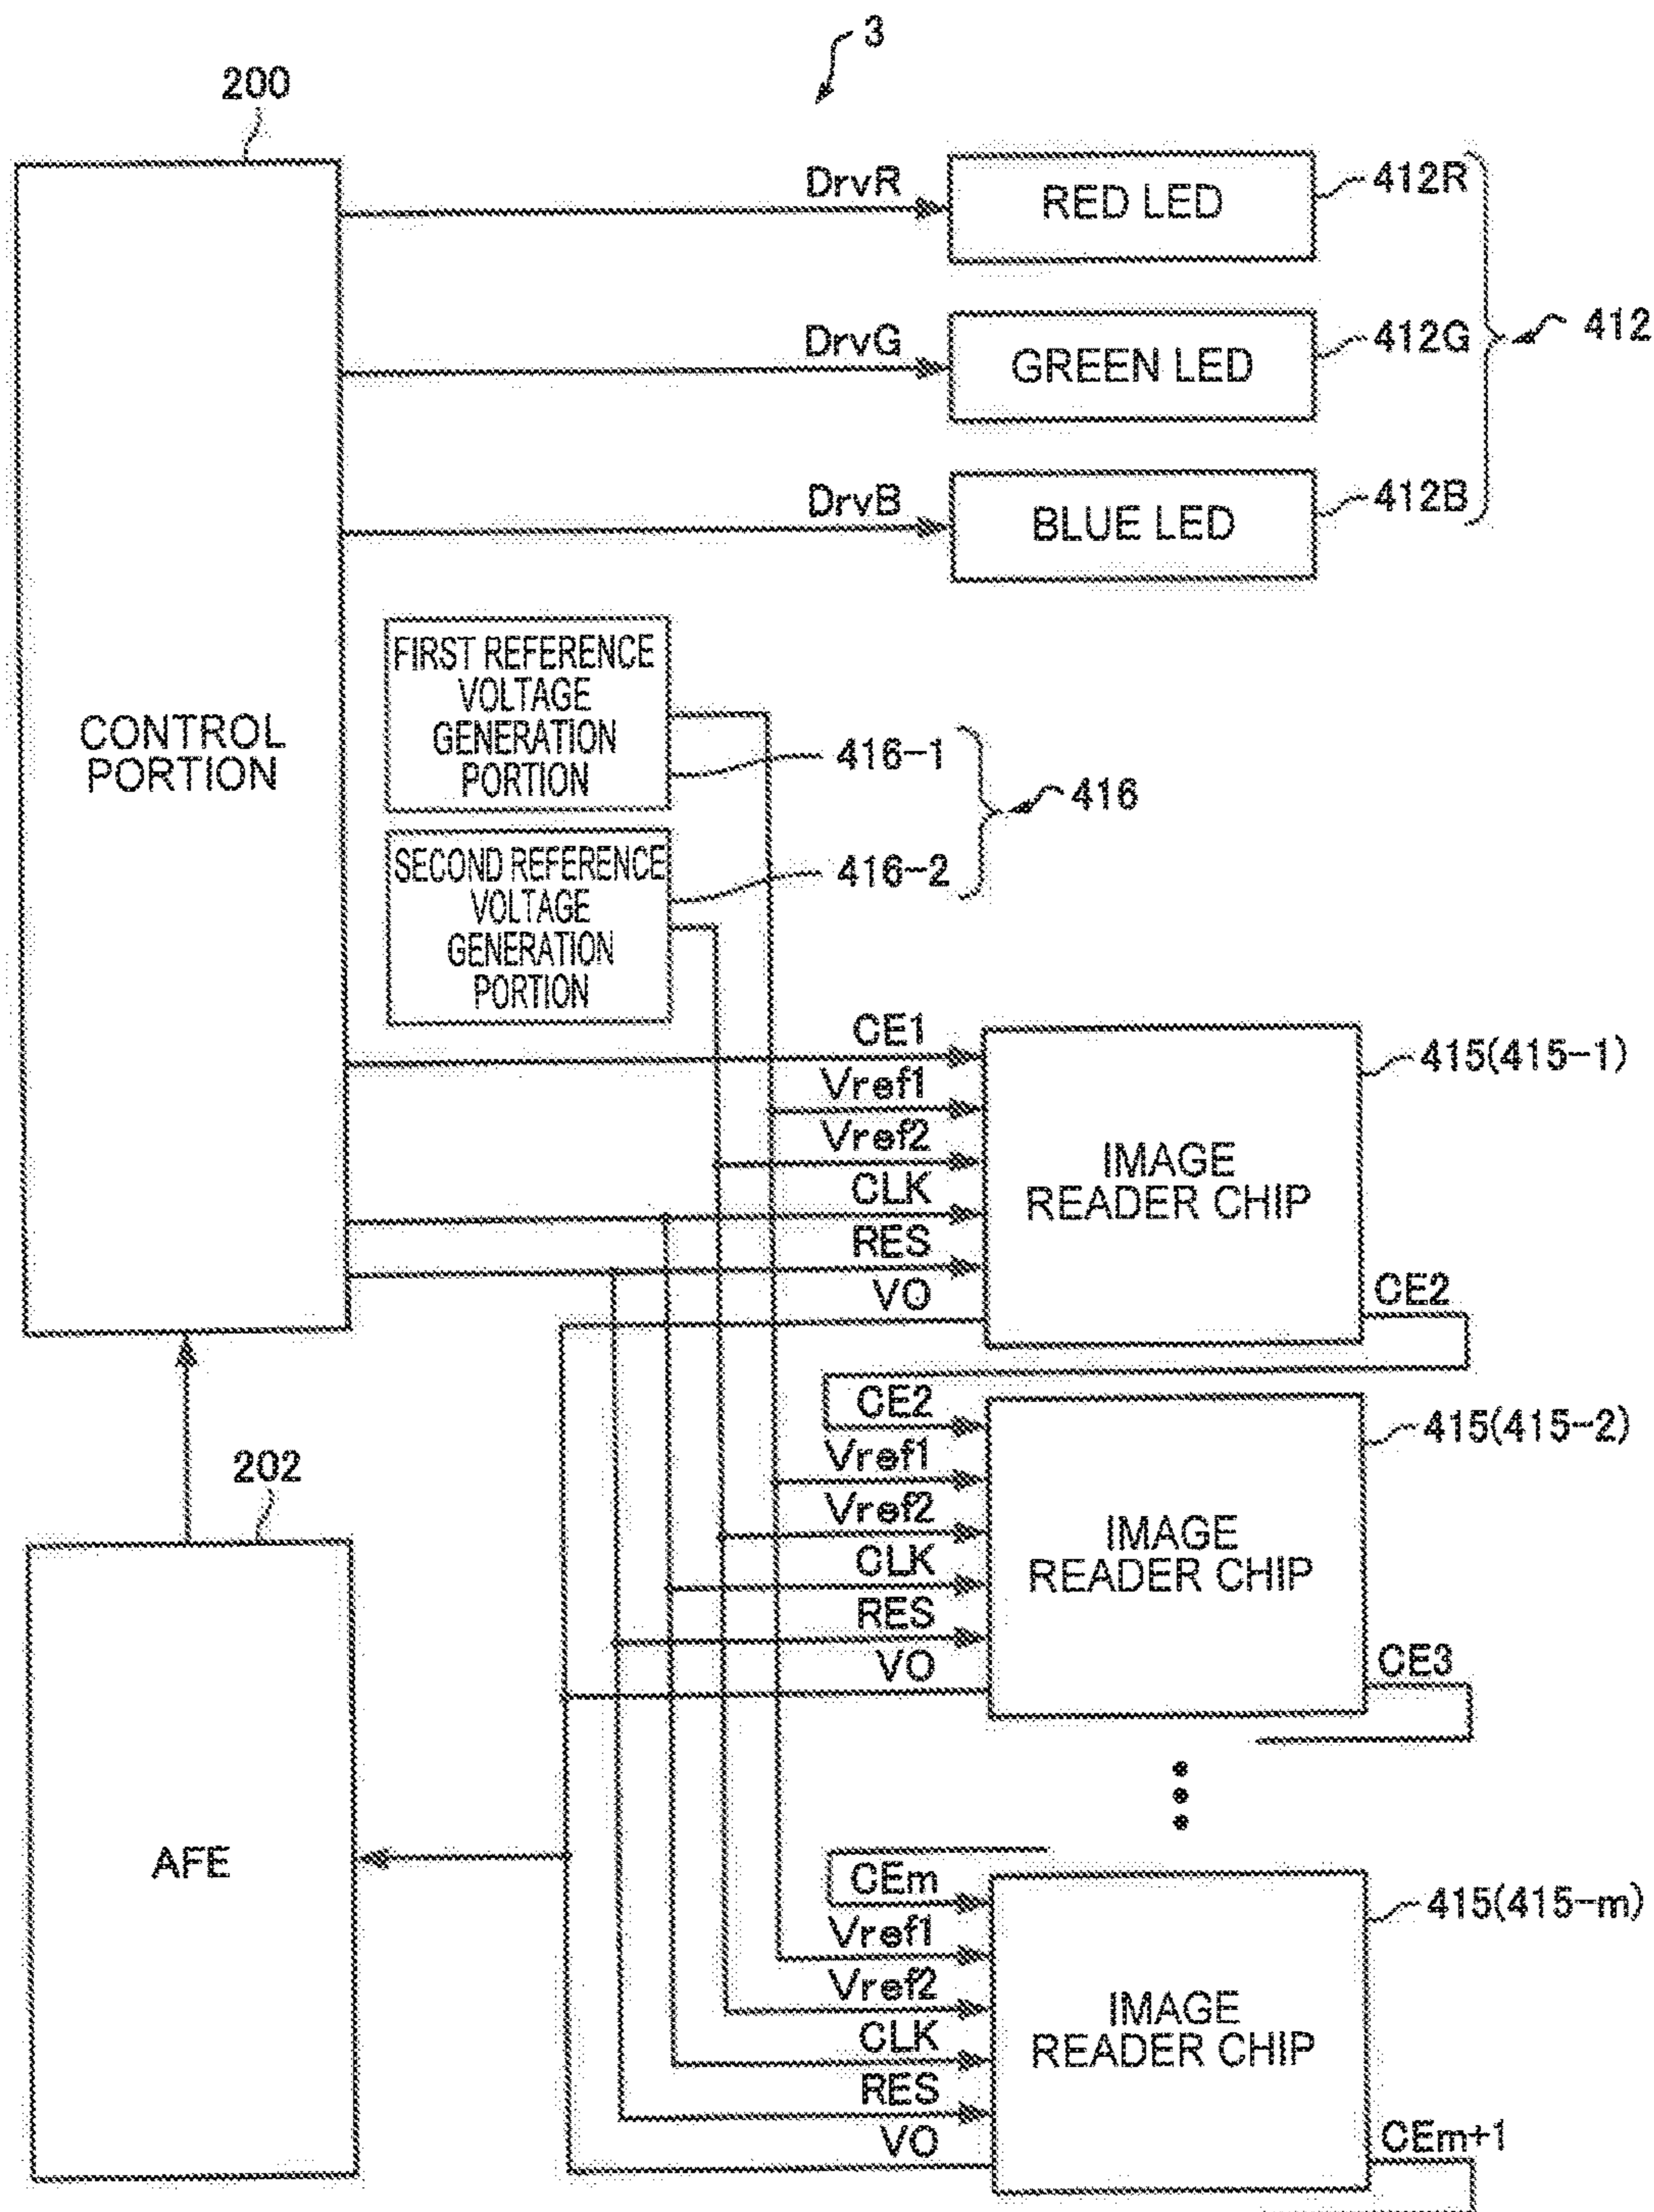 3
200
DrvR
RED LED
412R
DrvG
GREEN LED
412G
412
DrvB
BLUE LED
412B
CONTROL
PORTION
FIRST REFERENCE
VOLTAGE
GENERATION
PORTION
416-1
416
SECOND REFERENCE
VOLTAGE
GENERATION
PORTION
416-2
CE1
Vref1
Vref2
CLK
RES
VO
IMAGE
READER CHIP
415(415-1)
CE2
CE2
Vref1
Vref2
CLK
RES
VO
IMAGE
READER CHIP
415(415-2)
CE3
202
AFE
CEm
Vref1
Vref2
CLK
RES
VO
IMAGE
READER CHIP
415(415-m)
CEm+1